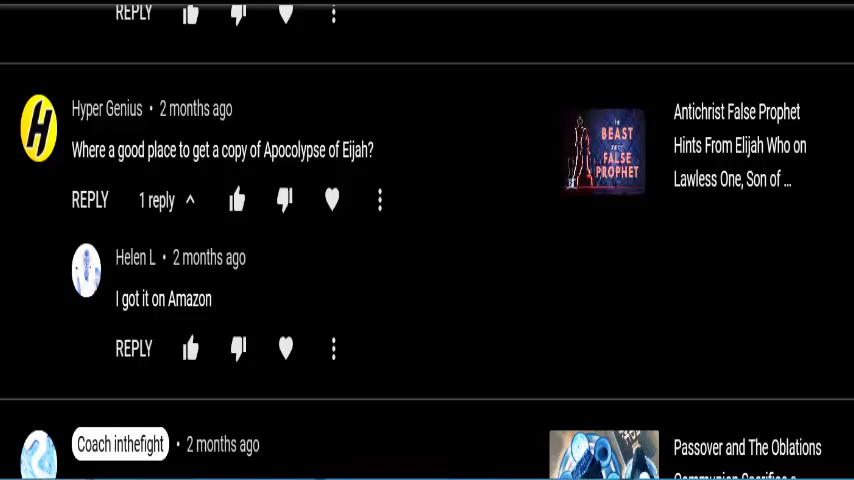 REPLY
Hyper Genius • 2 months ago
Where a good place to get a copy of Apocolypse of Eijah?
REPLY 1 reply
Helen L • 2 months ago
I got it on Amazon
REPLY
Coach inthefight • 2 months ago
THE
BEAST
FALSE
PROPHET
Antichrist False Prophet
Hints From Elijah Who on
Lawless One, Son of ...
Passover and The Oblations
Communion Sacrifice